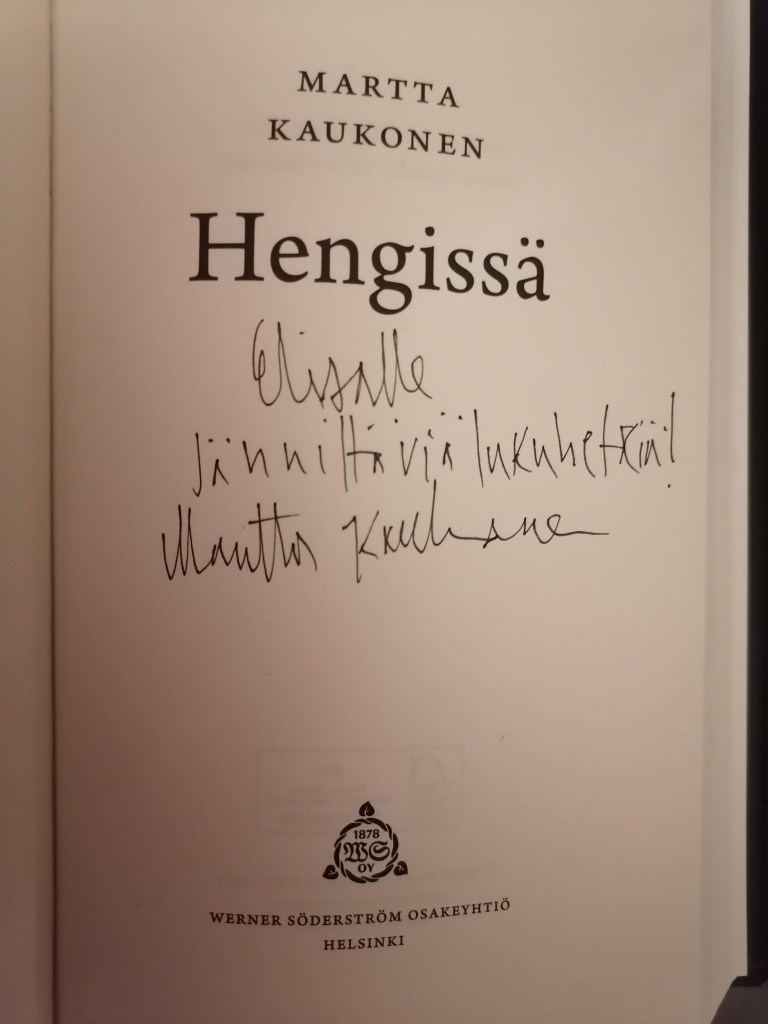 MARTTA
KAUKONEN
Hengissä
Elisalle
Jännittäviä lukuhetkiä!
Martta Kaukonen
1878
WS
OY
WERNER SÖDERSTRÖM OSAKEYHTIÖ
HELSINKI